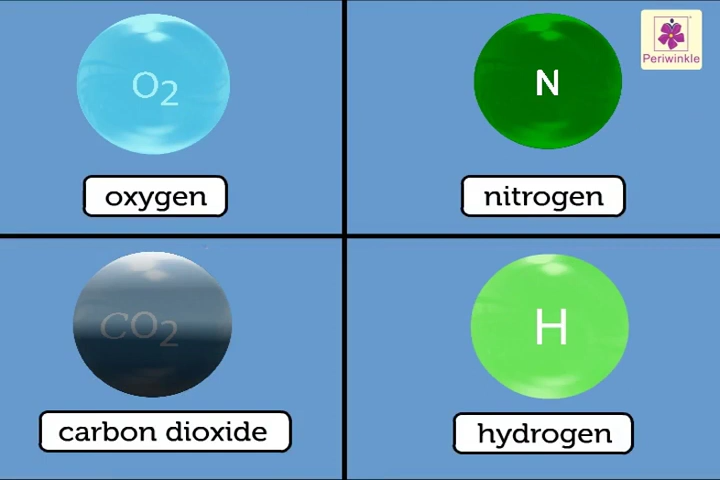 O2
oxygen
N
nitrogen
Periwinkle
CO2
carbon dioxide
H
hydrogen